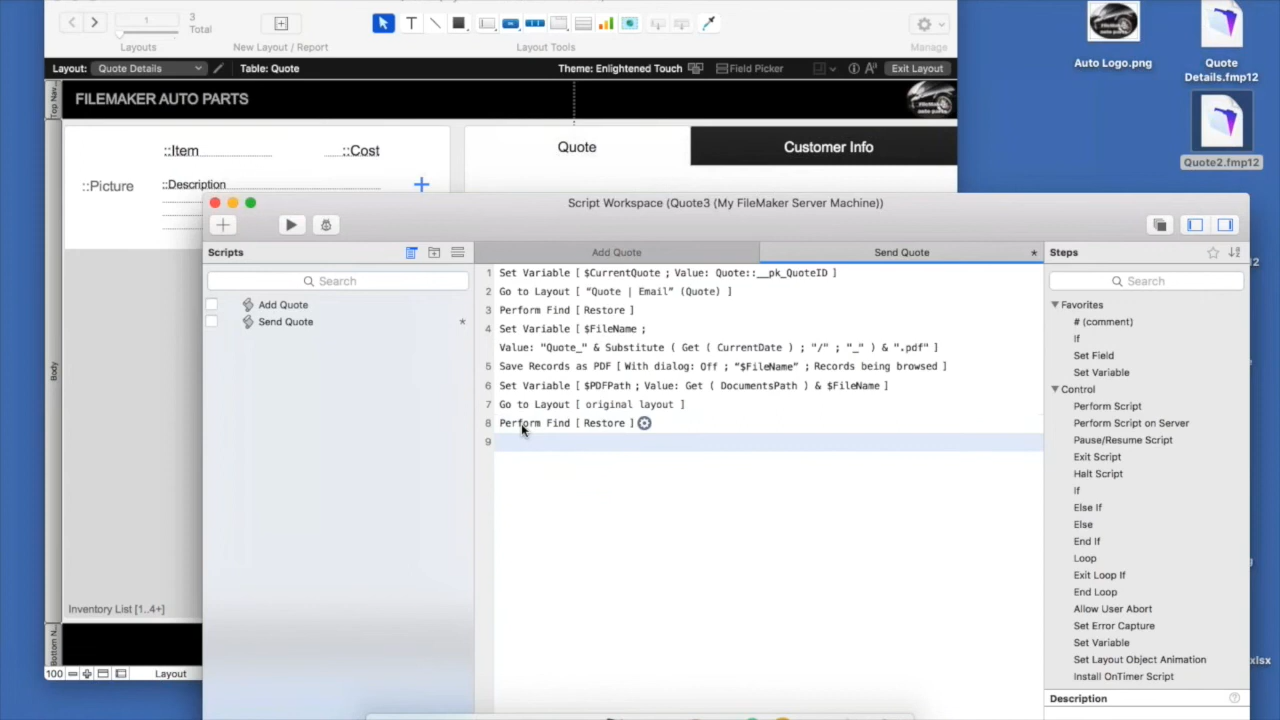 1
3
Total
Layouts
New Layout / Report
Layout Tools
Manage
Layout: Quote Details
Table: Quote
Theme: Enlightened Touch
Field Picker
Exit Layout
Top Nav
FILEMAKER AUTO PARTS
::Item
::Cost
Quote
Customer Info
::Picture
::Description
Body
Inventory List [1..4+]
Bottom N
100
Layout
Auto Logo.png
Quote
Details.fmp12
Quote2.fmp12
xlsx
Script Workspace (Quote3 (My FileMaker Server Machine))
Scripts
Search
Add Quote
Send Quote *
Add Quote
Send Quote *
1 Set Variable [ $CurrentQuote ; Value: Quote::__pk_QuoteID ]
2 Go to Layout [ “Quote | Email” (Quote) ]
3 Perform Find [ Restore ]
4 Set Variable [ $FileName ;
Value: "Quote_" & Substitute ( Get ( CurrentDate ) ; "/" ; "_" ) & ".pdf" ]
5 Save Records as PDF [ With dialog: Off ; “$FileName” ; Records being browsed ]
6 Set Variable [ $PDFPath ; Value: Get ( DocumentsPath ) & $FileName ]
7 Go to Layout [ original layout ]
8 Perform Find [ Restore ]
9
Steps
Search
Favorites
# (comment)
If
Set Field
Set Variable
Control
Perform Script
Perform Script on Server
Pause/Resume Script
Exit Script
Halt Script
If
Else If
Else
End If
Loop
Exit Loop If
End Loop
Allow User Abort
Set Error Capture
Set Variable
Set Layout Object Animation
Install OnTimer Script
Description